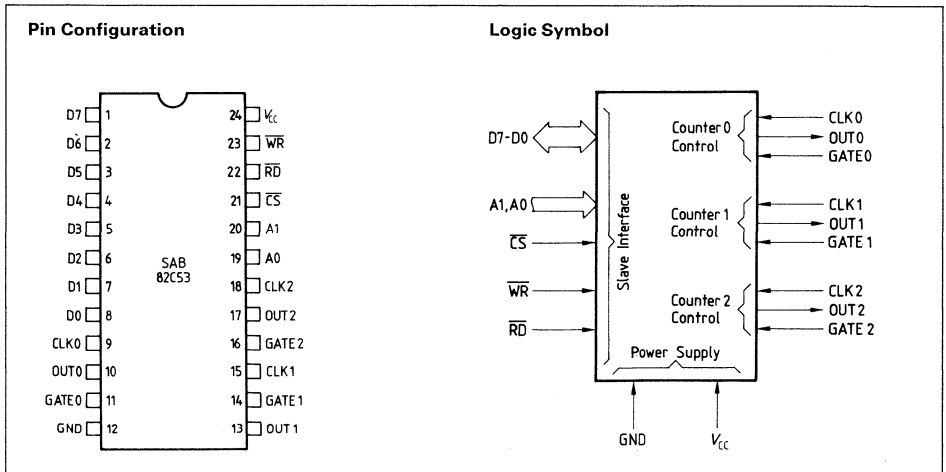 Pin Configuration
D7 1
D6 2
D5 3
D4 4
D3 5
D2 6
D1 7
D0 8
CLK0 9
OUT0 10
GATE0 11
GND 12
SAB
82C53
24 VCC
23 WR
22 RD
21 CS
20 A1
19 A0
18 CLK2
17 OUT2
16 GATE 2
15 CLK1
14 GATE1
13 OUT 1
Logic Symbol
D7-D0
A1, A0
CS
WR
RD
Slave Interface
Counter 0
Control
CLK0
OUT0
GATE0
Counter 1
Control
CLK1
OUT1
GATE 1
Counter 2
Control
CLK2
OUT2
GATE 2
Power Supply
GND
VCC